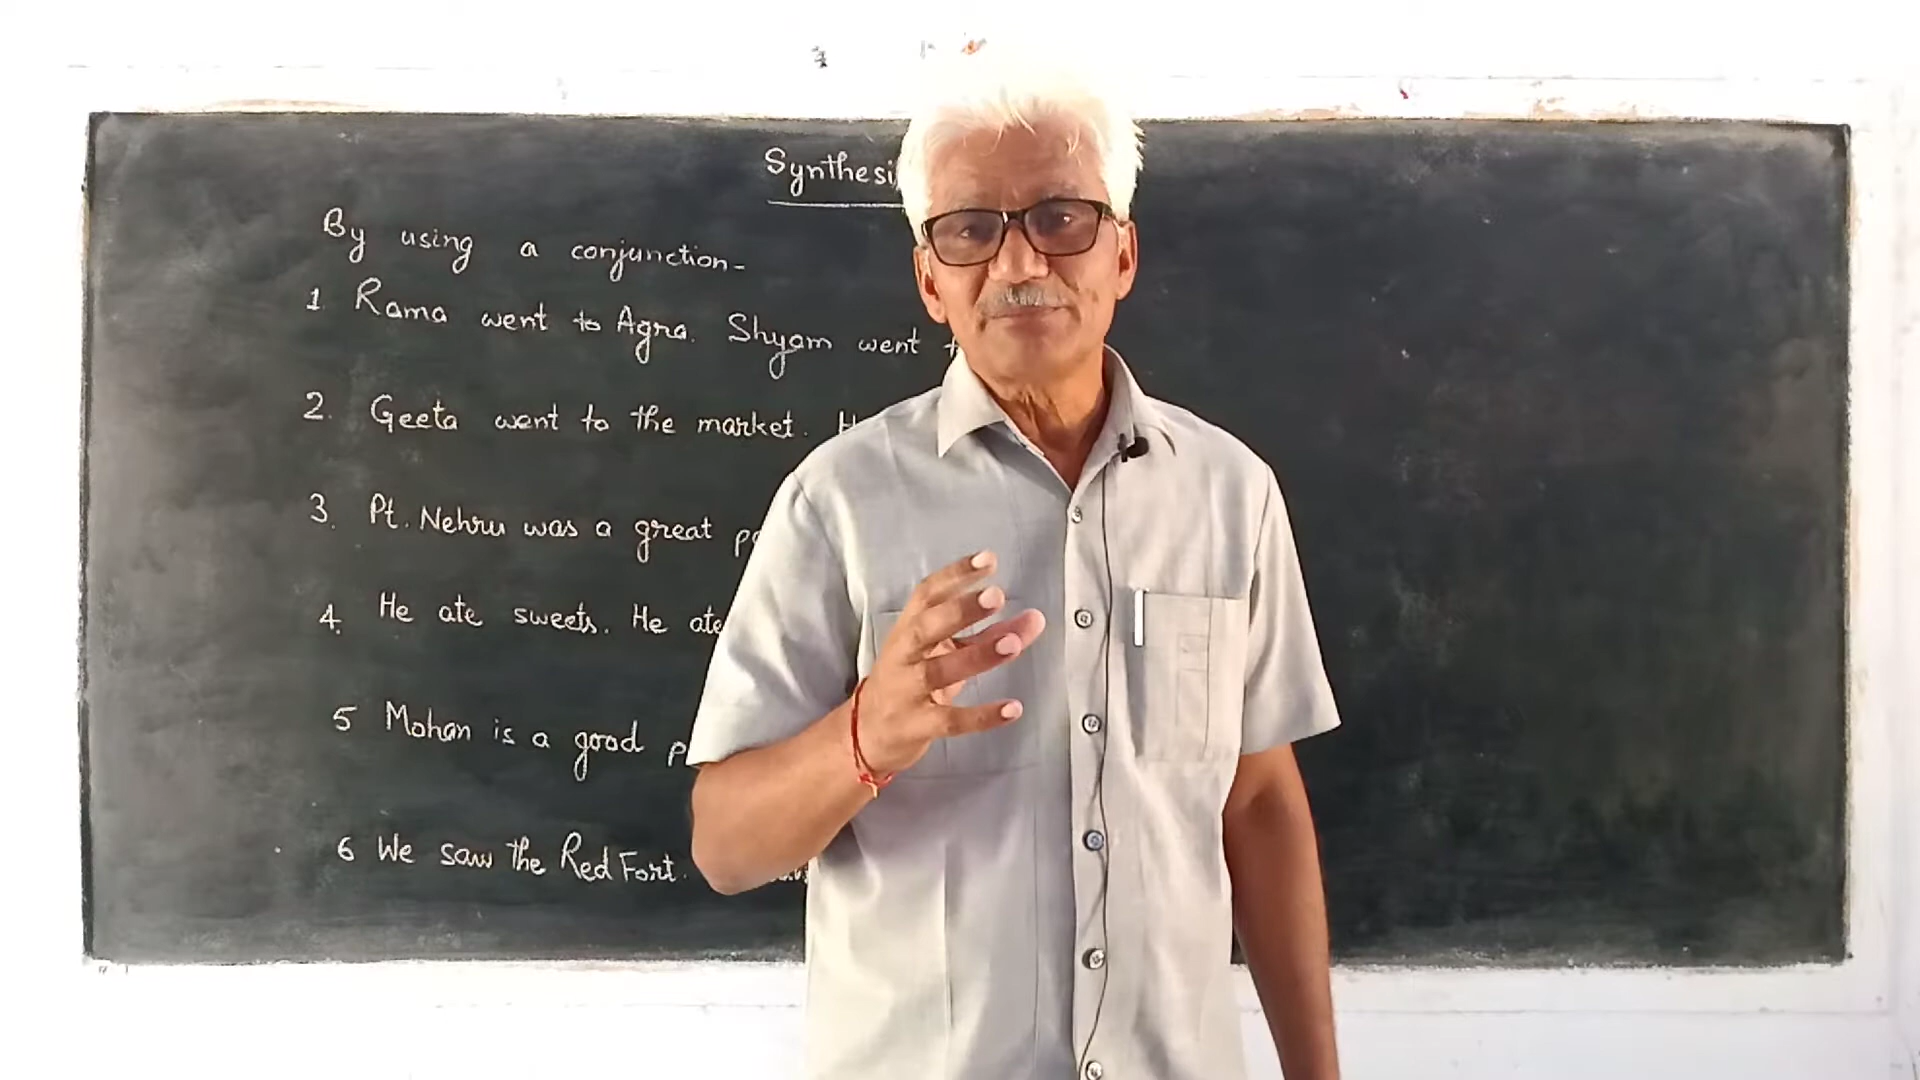 Synthesi
By using a conjunction-
1. Rama went to Agra. Shyam went
2. Geeta went to the market. H
3. Pt. Nehru was a great
4. He ate sweets. He ate
5 Mohan is a good
6 We saw the Red Fort.